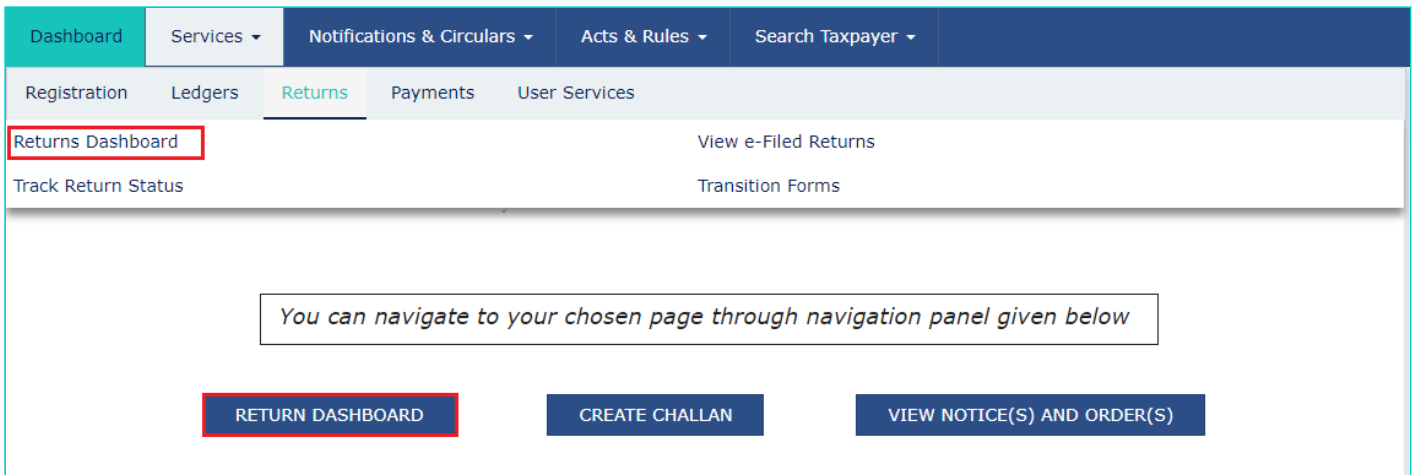 Dashboard Services Notifications & Circulars Acts & Rules Search Taxpayer
Registration Ledgers Returns Payments User Services
Returns Dashboard View e-Filed Returns
Track Return Status Transition Forms
You can navigate to your chosen page through navigation panel given below
RETURN DASHBOARD CREATE CHALLAN VIEW NOTICE(S) AND ORDER(S)